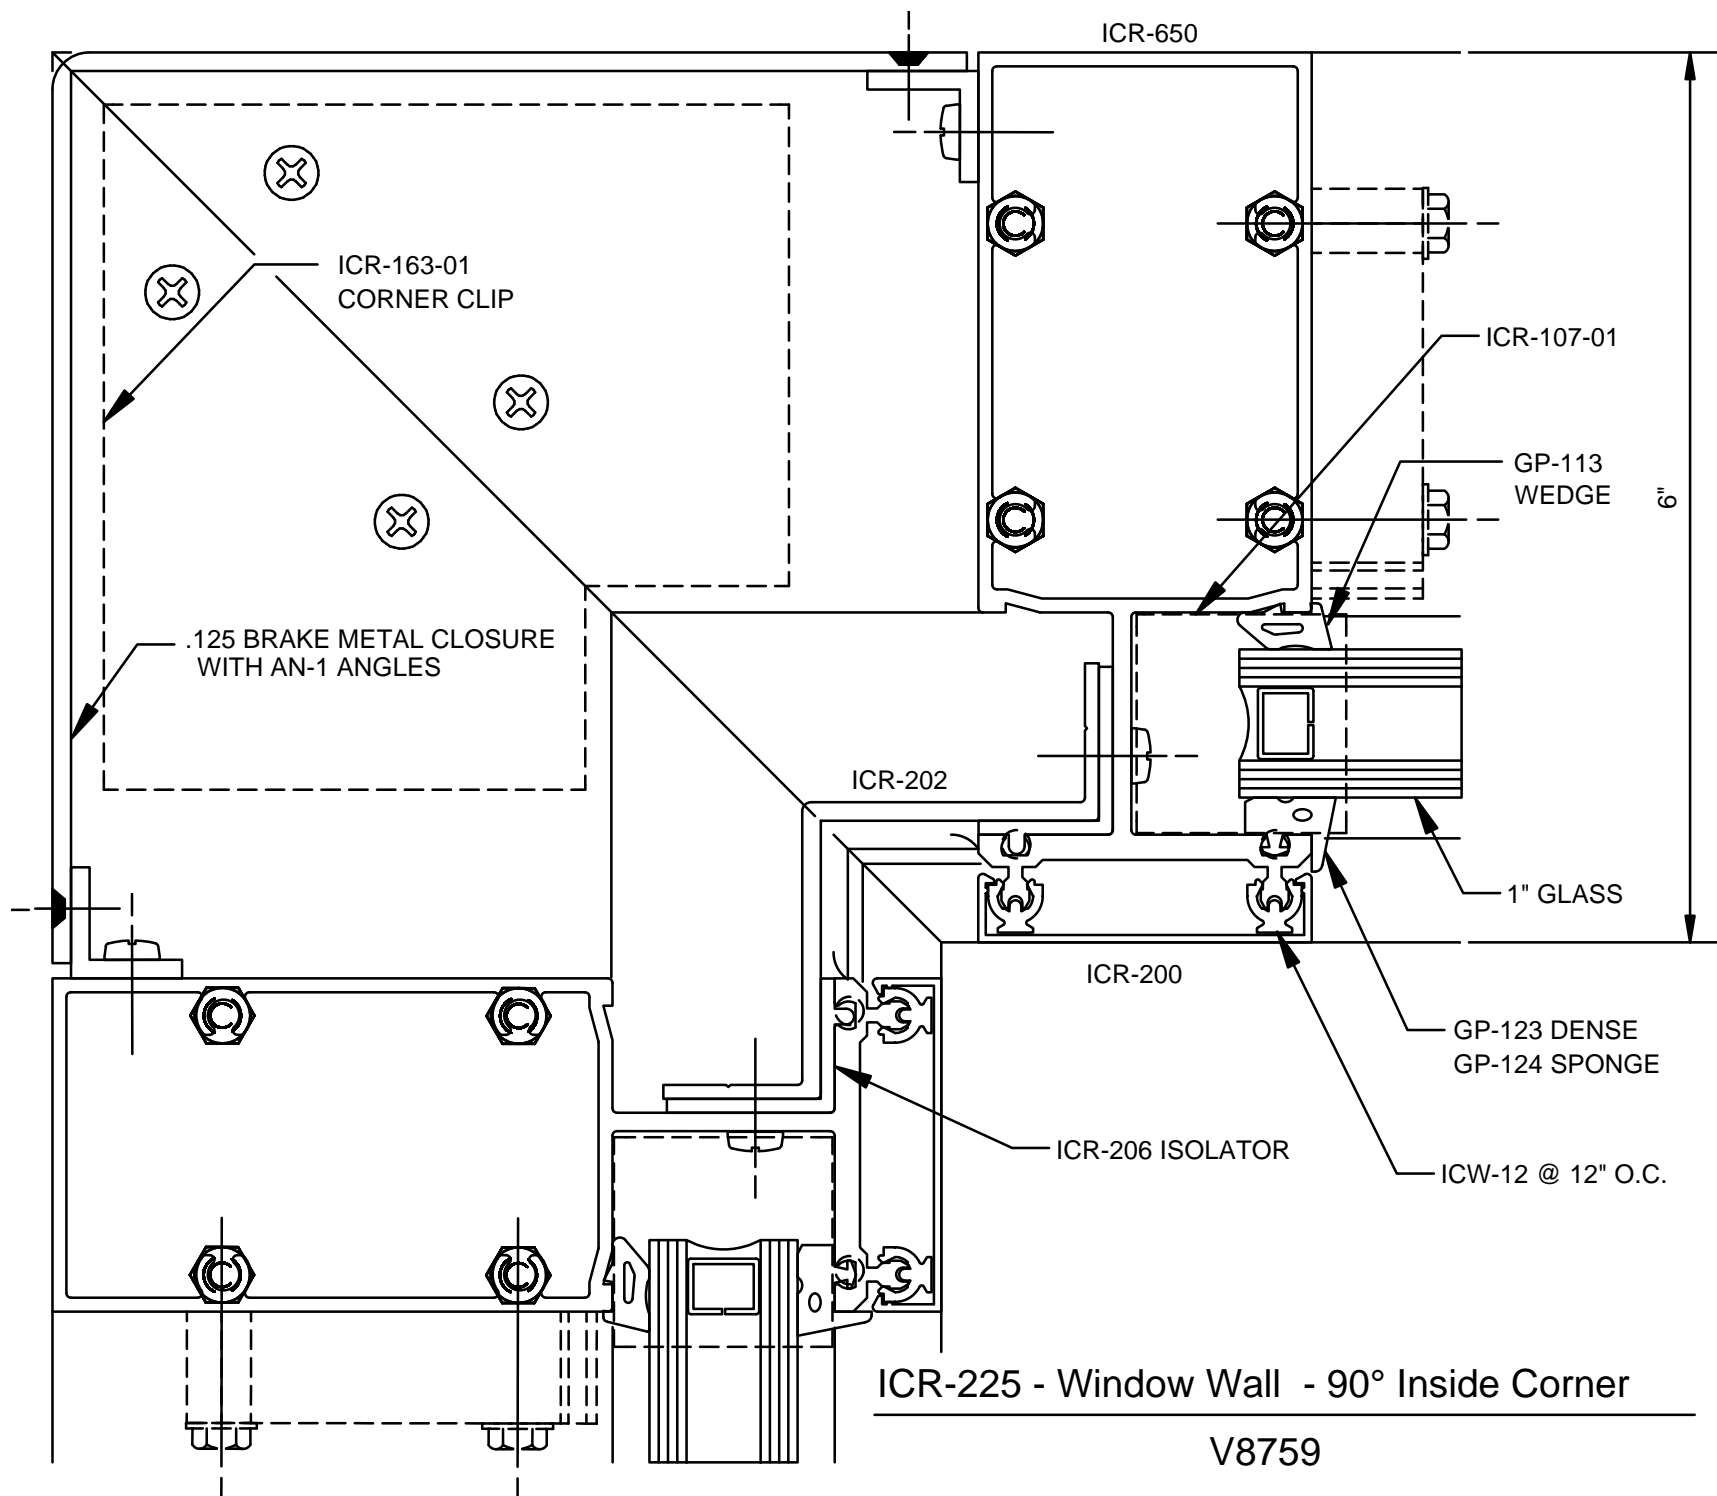 ICR-650
ICR-163-01
CORNER CLIP
ICR-107-01
GP-113
WEDGE
6"
.125 BRAKE METAL CLOSURE
WITH AN-1 ANGLES
ICR-202
1" GLASS
ICR-200
GP-123 DENSE
GP-124 SPONGE
ICR-206 ISOLATOR
ICW-12 @ 12" O.C.
ICR-225 - Window Wall - 90° Inside Corner
V8759